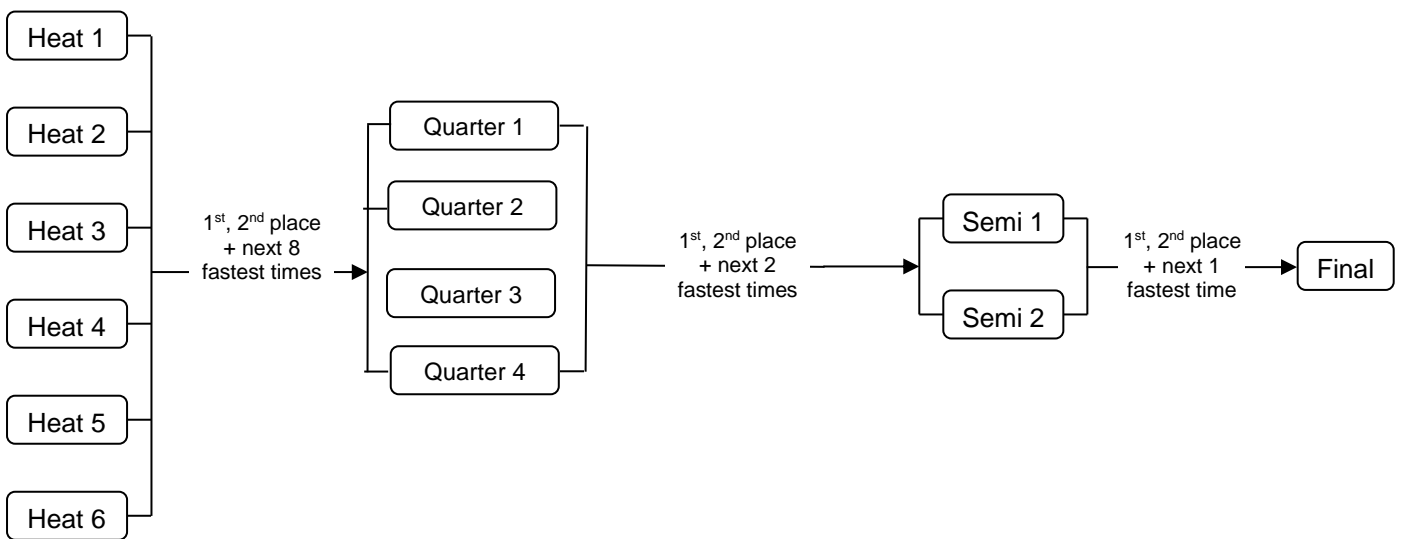 Heat 1
Heat 2
Heat 3
Heat 4
Heat 5
Heat 6
1st, 2nd place
+ next 8
fastest times
Quarter 1
Quarter 2
Quarter 3
Quarter 4
1st, 2nd place
+ next 2
fastest times
Semi 1
Semi 2
1st, 2nd place
+ next 1
fastest time
Final